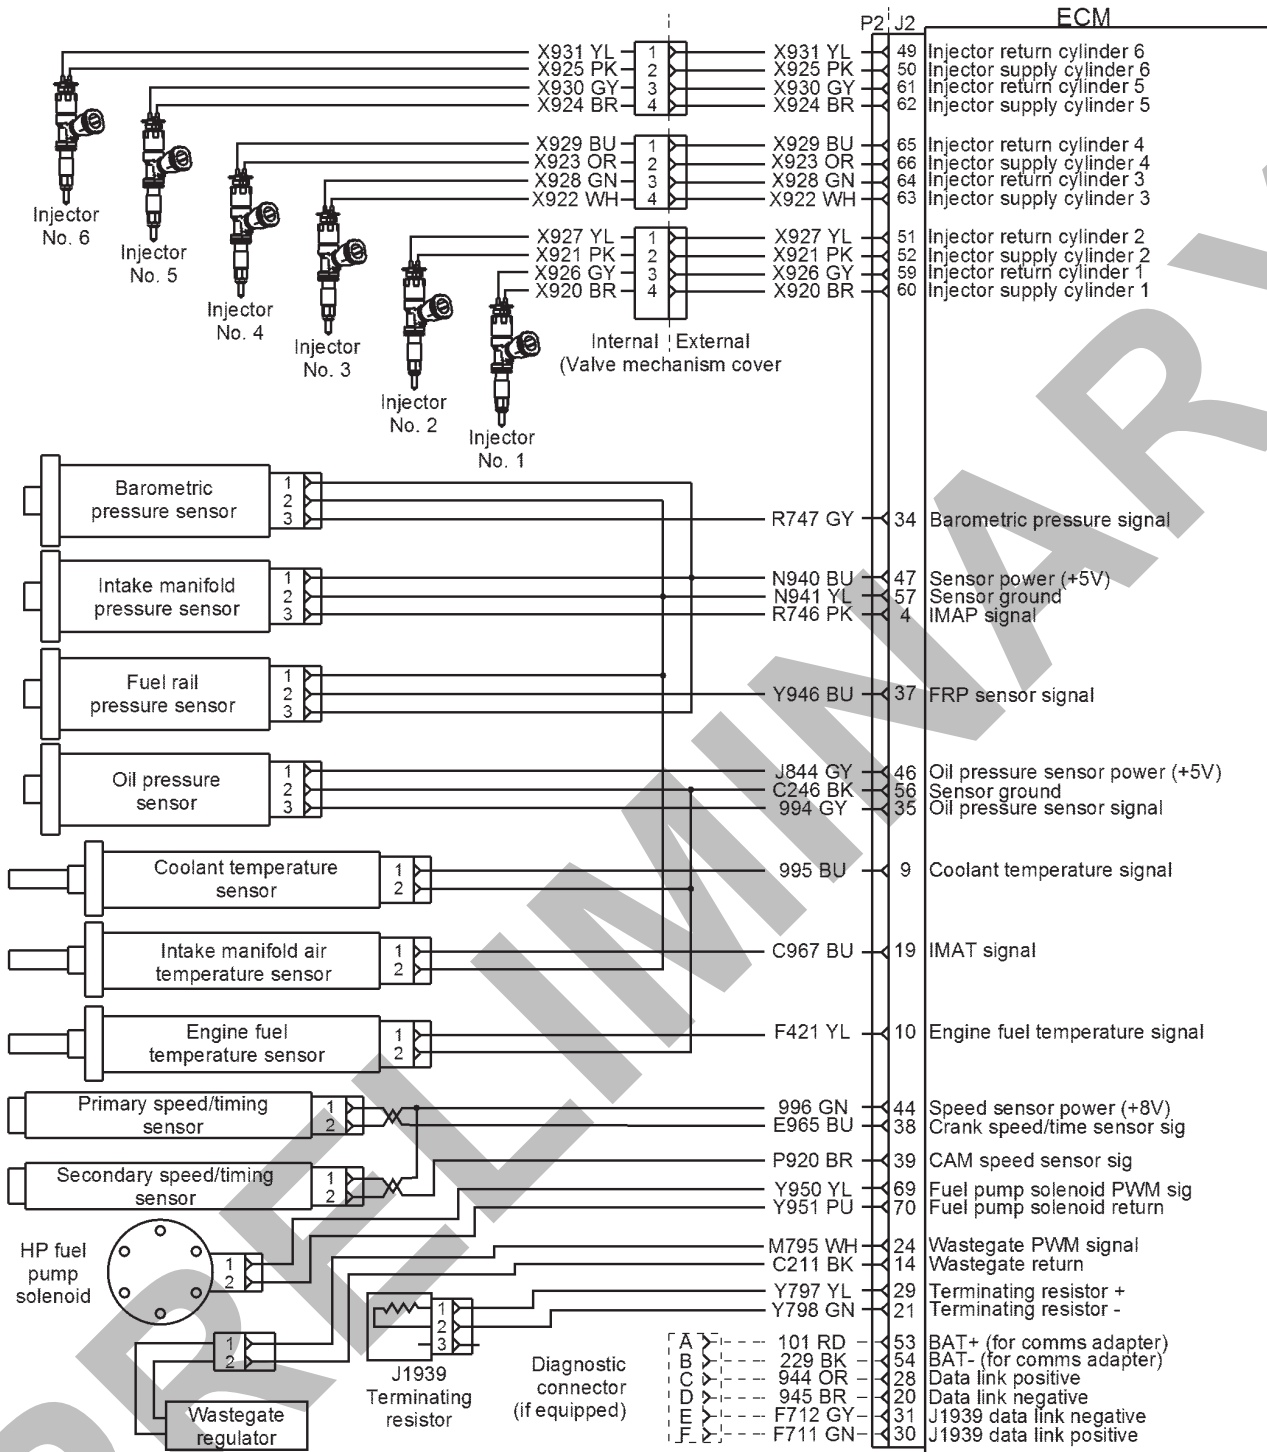 P2 J2 ECM
X931 YL 1 X931 YL 49 Injector return cylinder 6
X925 PK 2 X925 PK 50 Injector supply cylinder 6
X930 GY 3 X930 GY 61 Injector return cylinder 5
X924 BR 4 X924 BR 62 Injector supply cylinder 5
X929 BU 1 X929 BU 65 Injector return cylinder 4
X923 OR 2 X923 OR 66 Injector supply cylinder 4
X928 GN 3 X928 GN 64 Injector return cylinder 3
X922 WH 4 X922 WH 63 Injector supply cylinder 3
X927 YL 1 X927 YL 51 Injector return cylinder 2
X921 PK 2 X921 PK 52 Injector supply cylinder 2
X926 GY 3 X926 GY 59 Injector return cylinder 1
X920 BR 4 X920 BR 60 Injector supply cylinder 1
Injector
No. 6
Injector
No. 5
Injector
No. 4
Injector
No. 3
Injector
No. 2
Injector
No. 1
Internal External
(Valve mechanism cover
Barometric
pressure sensor
1
2
3 R747 GY 34 Barometric pressure signal
Intake manifold
pressure sensor
1 N940 BU 47 Sensor power (+5V)
2 N941 YL 57 Sensor ground
3 R746 PK 4 IMAP signal
Fuel rail
pressure sensor
1
2 Y946 BU 37 FRP sensor signal
3
Oil pressure
sensor
1 J844 GY 46 Oil pressure sensor power (+5V)
2 C246 BK 56 Sensor ground
3 994 GY 35 Oil pressure sensor signal
Coolant temperature
sensor
1 995 BU 9 Coolant temperature signal
2
Intake manifold air
temperature sensor
1 C967 BU 19 IMAT signal
2
Engine fuel
temperature sensor
1 F421 YL 10 Engine fuel temperature signal
2
Primary speed/timing
sensor
1 996 GN 44 Speed sensor power (+8V)
2 E965 BU 38 Crank speed/time sensor sig
Secondary speed/timing
sensor
1 P920 BR 39 CAM speed sensor sig
2
HP fuel
pump
solenoid
1 Y950 YL 69 Fuel pump solenoid PWM sig
2 Y951 PU 70 Fuel pump solenoid return
1 M795 WH 24 Wastegate PWM signal
2 C211 BK 14 Wastegate return
Wastegate
regulator
1 Y797 YL 29 Terminating resistor +
2 Y798 GN 21 Terminating resistor -
3
J1939
Terminating
resistor
Diagnostic
connector
(if equipped)
A 101 RD 53 BAT+ (for comms adapter)
B 229 BK 54 BAT- (for comms adapter)
C 944 OR 28 Data link positive
D 945 BR 20 Data link negative
E F712 GY 31 J1939 data link negative
F F711 GN 30 J1939 data link positive
PRELIMINARY